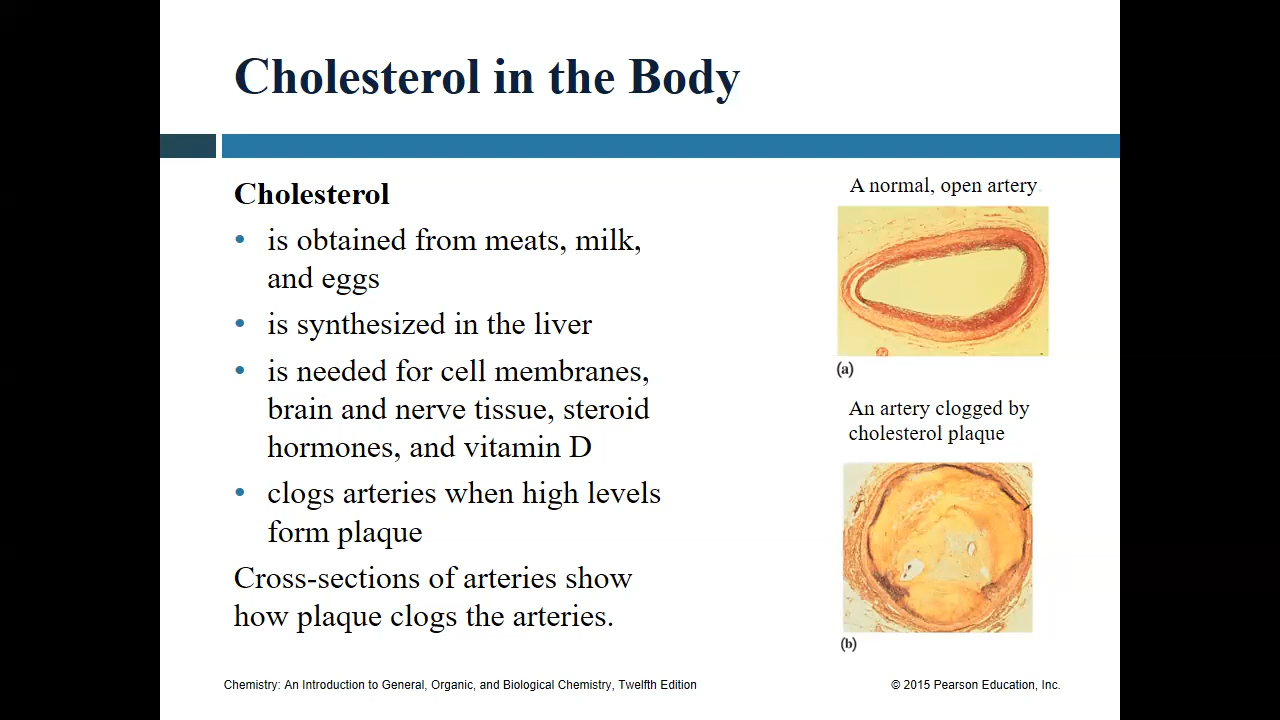 Cholesterol in the Body
Cholesterol
• is obtained from meats, milk,
and eggs
• is synthesized in the liver
• is needed for cell membranes,
brain and nerve tissue, steroid
hormones, and vitamin D
• clogs arteries when high levels
form plaque
Cross-sections of arteries show
how plaque clogs the arteries.
A normal, open artery
(a)
An artery clogged by
cholesterol plaque
(b)
Chemistry: An Introduction to General, Organic, and Biological Chemistry, Twelfth Edition
© 2015 Pearson Education, Inc.